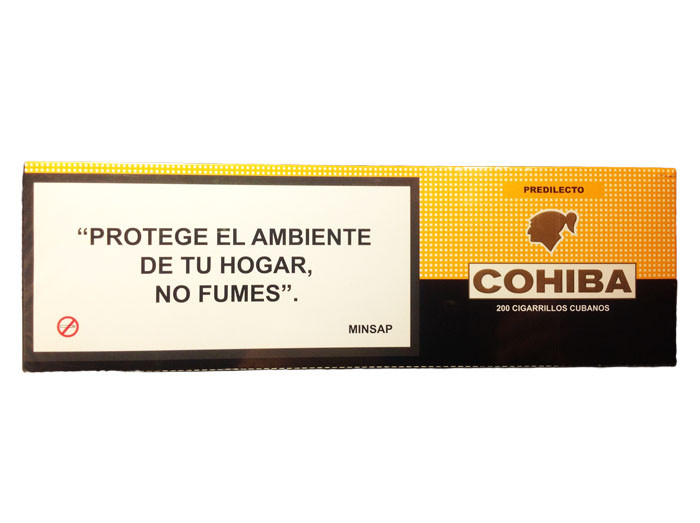 “PROTEGE EL AMBIENTE
DE TU HOGAR,
NO FUMES”.
MINSAP
PREDILECTO
COHIBA
200 CIGARRILLOS CUBANOS